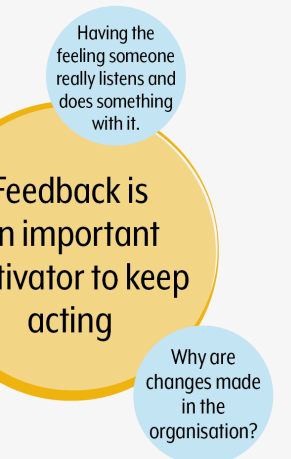 Having the
feeling someone
really listens and
does something
with it.
Feedback is
n important
tivator to keep
acting
Why are
changes made
in the
organisation?